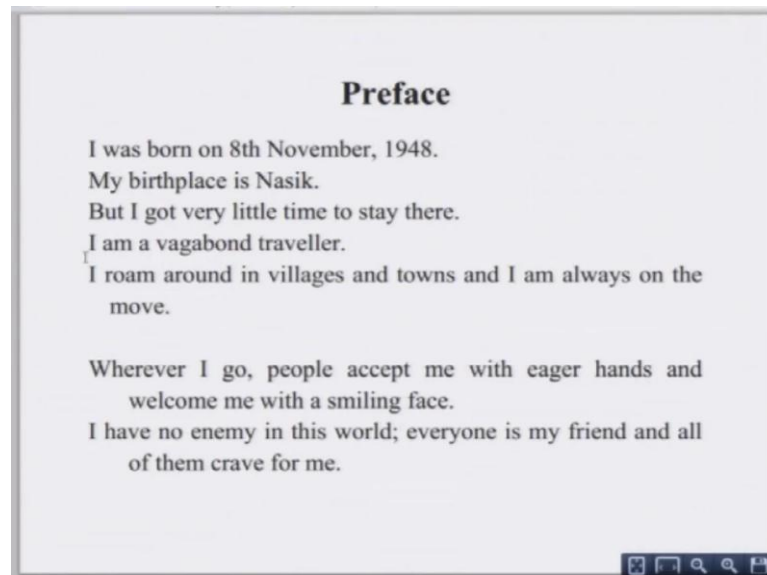 Preface
I was born on 8th November, 1948.
My birthplace is Nasik.
But I got very little time to stay there.
I am a vagabond traveller.
I roam around in villages and towns and I am always on the
move.
Wherever I go, people accept me with eager hands and
welcome me with a smiling face.
I have no enemy in this world; everyone is my friend and all
of them crave for me.